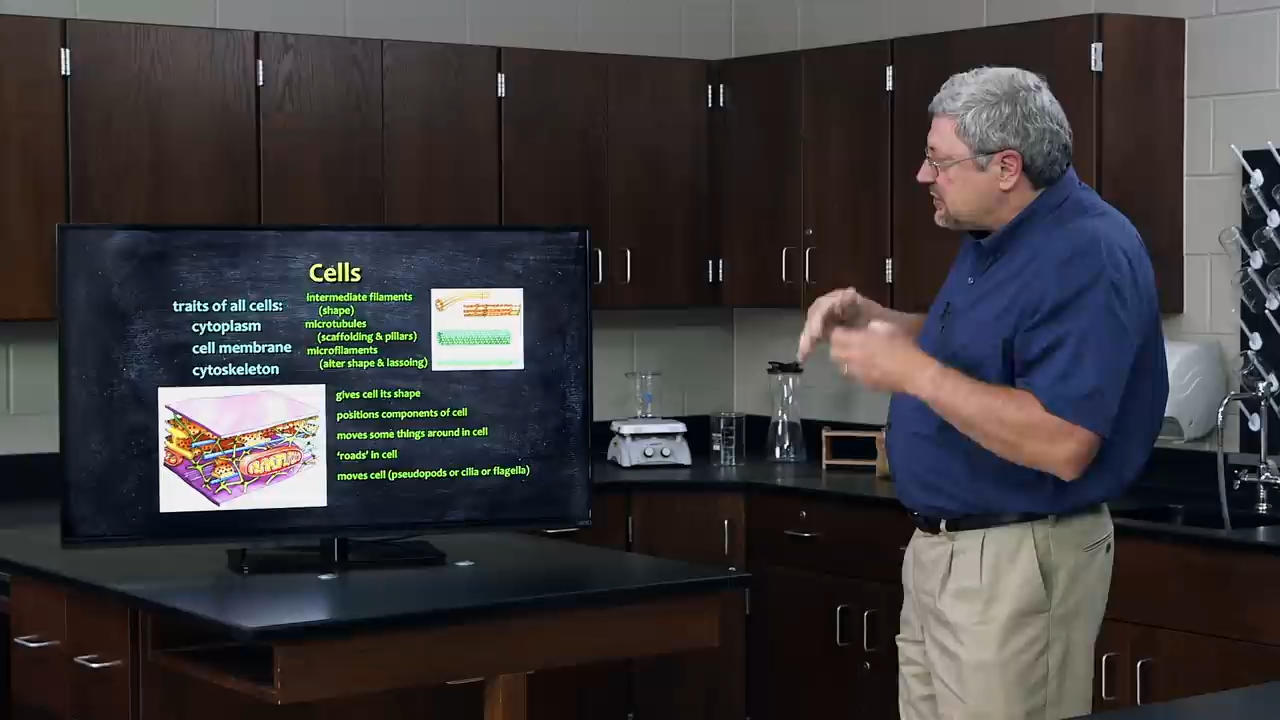 Cells
traits of all cells:
cytoplasm
cell membrane
cytoskeleton
intermediate filaments
(shape)
microtubules
(scaffolding & pillars)
microfilaments
(alter shape & lassoing)
gives cell its shape
positions components of cell
moves some things around in cell
'roads' in cell
moves cell (pseudopods or cilia or flagella)